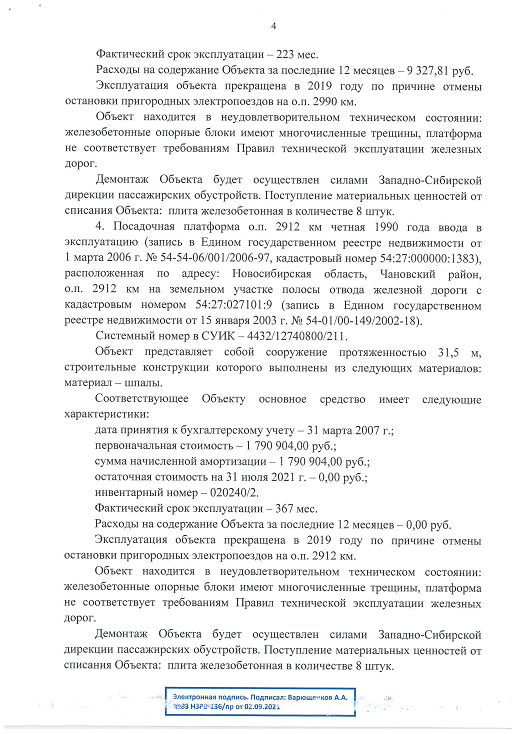 4
Фактический срок эксплуатации – 223 мес.
Расходы на содержание Объекта за последние 12 месяцев – 9 327,81 руб.
Эксплуатация объекта прекращена в 2019 году по причине отмены
остановки пригородных электропоездов на о.п. 2990 км.
Объект находится в неудовлетворительном техническом состоянии:
железобетонные опорные блоки имеют многочисленные трещины, платформа
не соответствует требованиям Правил технической эксплуатации железных
дорог.
Демонтаж Объекта будет осуществлен силами Западно-Сибирской
дирекции пассажирских обустройств. Поступление материальных ценностей от
списания Объекта: плита железобетонная в количестве 8 штук.
4. Посадочная платформа о.п. 2912 км четная 1990 года ввода в
эксплуатацию (запись в Едином государственном реестре недвижимости от
1 марта 2006 г. № 54-54-06/001/2006-97, кадастровый номер 54:27:000000:1383),
расположенная по адресу: Новосибирская область, Чановский район,
о.п. 2912 км на земельном участке полосы отвода железной дороги с
кадастровым номером 54:27:027101:9 (запись в Едином государственном
реестре недвижимости от 15 января 2003 г. № 54-01/00-149/2002-18).
Системный номер в СУИК – 4432/12740800/211.
Объект представляет собой сооружение протяженностью 31,5 м,
строительные конструкции которого выполнены из следующих материалов:
материал – шпалы.
Соответствующее Объекту основное средство имеет следующие
характеристики:
дата принятия к бухгалтерскому учету – 31 марта 2007 г.;
первоначальная стоимость – 1 790 904,00 руб.;
сумма начисленной амортизации – 1 790 904,00 руб.;
остаточная стоимость на 31 июля 2021 г. – 0,00 руб.;
инвентарный номер – 020240/2.
Фактический срок эксплуатации – 367 мес.
Расходы на содержание Объекта за последние 12 месяцев – 0,00 руб.
Эксплуатация объекта прекращена в 2019 году по причине отмены
остановки пригородных электропоездов на о.п. 2912 км.
Объект находится в неудовлетворительном техническом состоянии:
железобетонные опорные блоки имеют многочисленные трещины, платформа
не соответствует требованиям Правил технической эксплуатации железных
дорог.
Демонтаж Объекта будет осуществлен силами Западно-Сибирской
дирекции пассажирских обустройств. Поступление материальных ценностей от
списания Объекта: плита железобетонная в количестве 8 штук.
Электронная подпись. Подписал: Варюшенков А.А.
от 02.09.2021